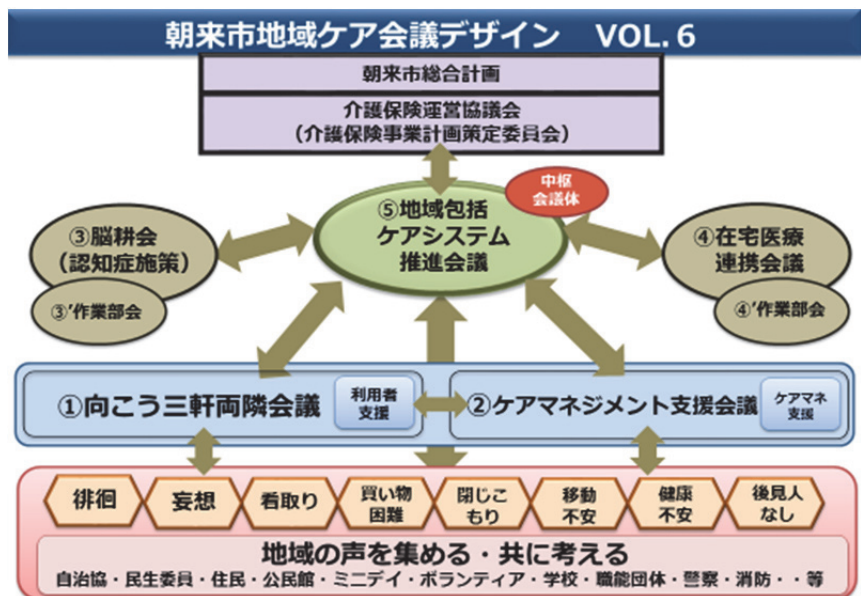 朝来市地域ケア会議デザイン VOL.6
朝来市総合計画
介護保険運営協議会
（介護保険事業計画策定委員会）
中枢
会議体
⑤地域包括
ケアシステム
推進会議
③脳耕会
（認知症施策）
③’作業部会
④在宅医療
連携会議
④’作業部会
①向こう三軒両隣会議
利用者
支援
②ケアマネジメント支援会議
ケアマネ
支援
徘徊
妄想
看取り
買い物
困難
閉じこ
もり
移動
不安
健康
不安
後見人
なし
地域の声を集める・共に考える
自治協・民生委員・住民・公民館・ミニデイ・ボランティア・学校・職能団体・警察・消防・・等